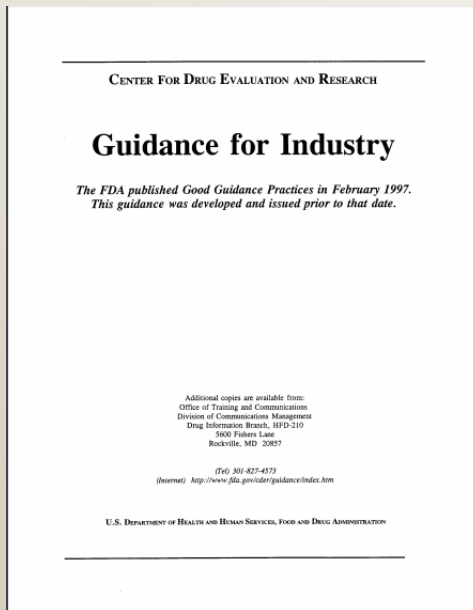 CENTER FOR DRUG EVALUATION AND RESEARCH
Guidance for Industry
The FDA published Good Guidance Practices in February 1997.
This guidance was developed and issued prior to that date.
Additional copies are available from:
Office of Training and Communications
Division of Communications Management
Drug Information Branch, HFD-210
5600 Fishers Lane
Rockville, MD 20857
(Tel) 301-827-4573
(Internet) http://www.fda.gov/cder/guidance/index.htm
U.S. DEPARTMENT OF HEALTH AND HUMAN SERVICES, FOOD AND DRUG ADMINISTRATION